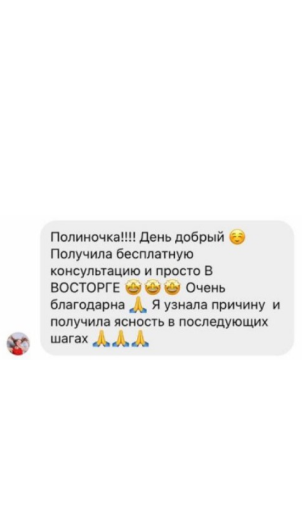 Полиночка!!!! День добрый ☺️
Получила бесплатную
консультацию и просто В
ВОСТОРГЕ 🤩🤩🤩 Очень
благодарна 🙏 Я узнала причину и
получила ясность в последующих
шагах 🙏🙏🙏